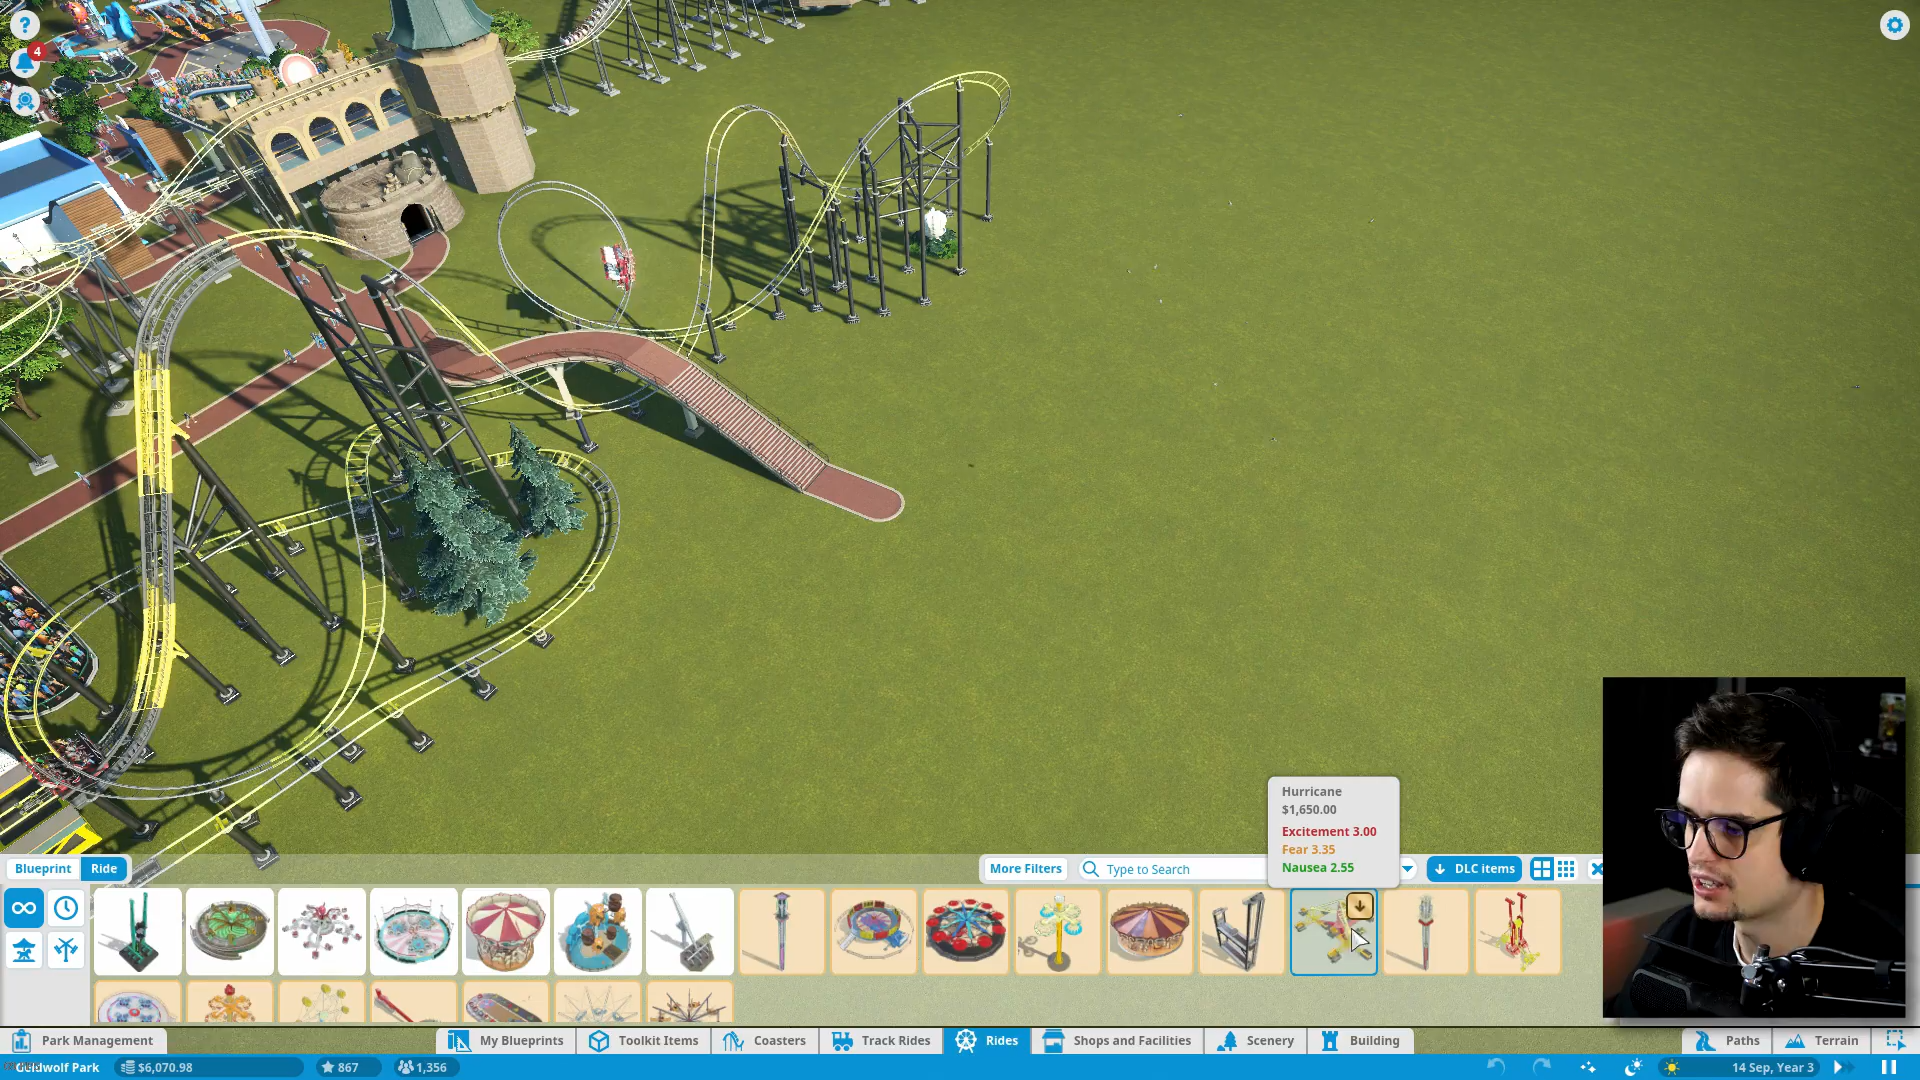 ?
4
Hurricane
$1,650.00
Excitement 3.00
Fear 3.35
Nausea 2.55
Blueprint
Ride
More Filters
Type to Search
DLC items
Park Management
My Blueprints
Toolkit Items
Coasters
Track Rides
Rides
Shops and Facilities
Scenery
Building
Paths
Terrain
Geldwolf Park
$6,070.98
867
1,356
14 Sep, Year 3